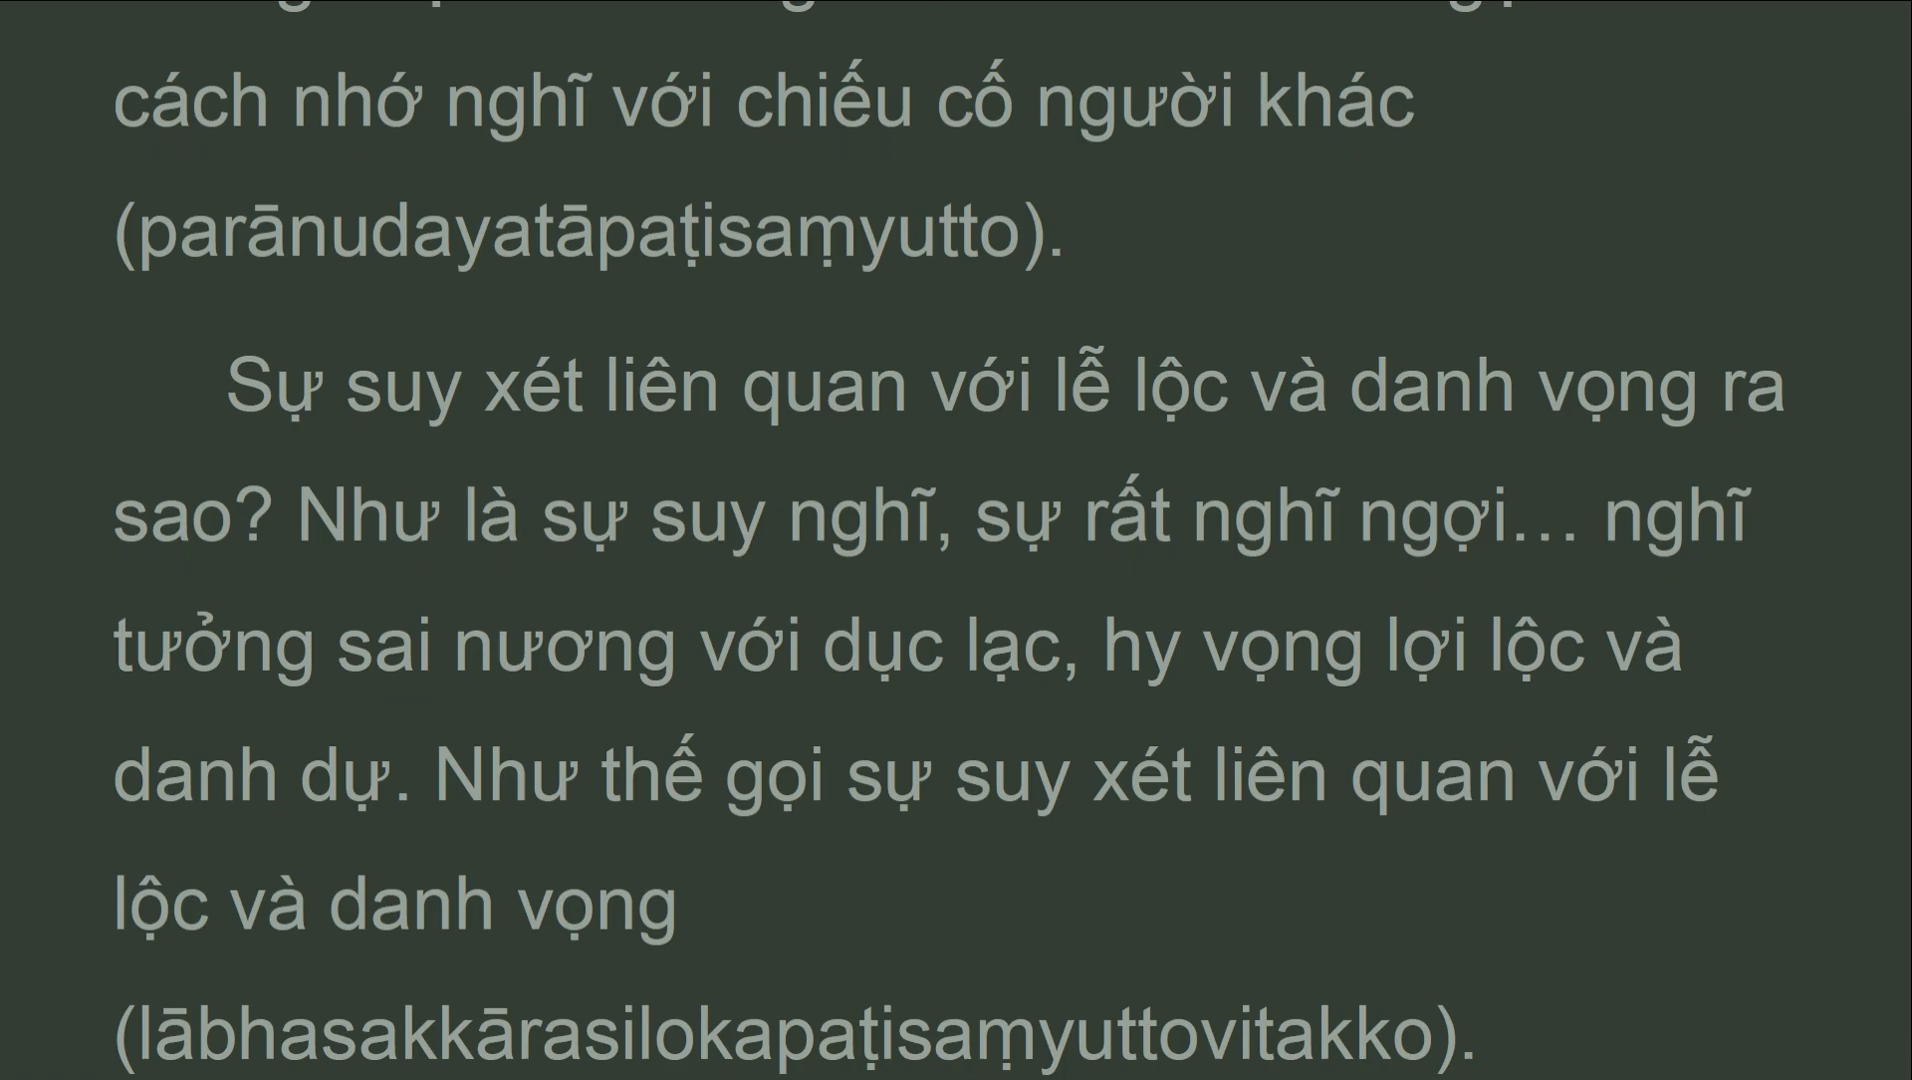 cách nhớ nghĩ với chiếu cố người khác
(parānudayatāpaṭisaṃyutto).
Sự suy xét liên quan với lễ lộc và danh vọng ra
sao? Như là sự suy nghĩ, sự rất nghĩ ngợi… nghĩ
tưởng sai nương với dục lạc, hy vọng lợi lộc và
danh dự. Như thế gọi sự suy xét liên quan với lễ
lộc và danh vọng
(lābhasakkārasilokapaṭisaṃyuttovitakko).